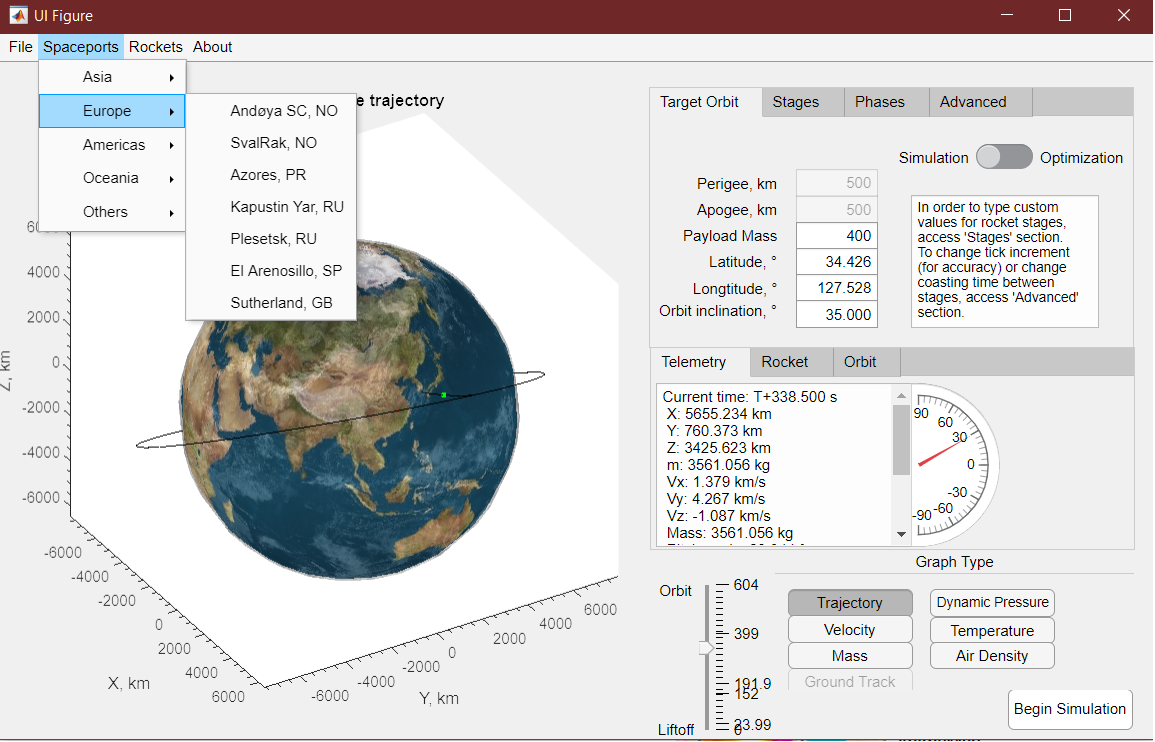 UI Figure
File Spaceports Rockets About
Asia
Europe
Americas
Oceania
Others
Andøya SC, NO
SvalRak, NO
Azores, PR
Kapustin Yar, RU
Plesetsk, RU
El Arenosillo, SP
Sutherland, GB
e trajectory
4000
2000
0
-2000
-4000
-6000
Z, km
-6000
-4000
-2000
0
2000
4000
6000
X, km
-6000
-4000
-2000
0
2000
4000
6000
Y, km
Target Orbit Stages Phases Advanced
Simulation Optimization
Perigee, km 500
Apogee, km 500
Payload Mass 400
Latitude, ° 34.426
Longtitude, ° 127.528
Orbit inclination, ° 35.000
In order to type custom
values for rocket stages,
access 'Stages' section.
To change tick increment
(for accuracy) or change
coasting time between
stages, access 'Advanced'
section.
Telemetry Rocket Orbit
Current time: T+338.500 s
X: 5655.234 km
Y: 760.373 km
Z: 3425.623 km
m: 3561.056 kg
Vx: 1.379 km/s
Vy: 4.267 km/s
Vz: -1.087 km/s
Mass: 3561.056 kg
90
60
30
0
-30
-60
-90
Graph Type
Orbit
Liftoff
604
399
191.9
152
23.99
0
Trajectory
Velocity
Mass
Ground Track
Dynamic Pressure
Temperature
Air Density
Begin Simulation